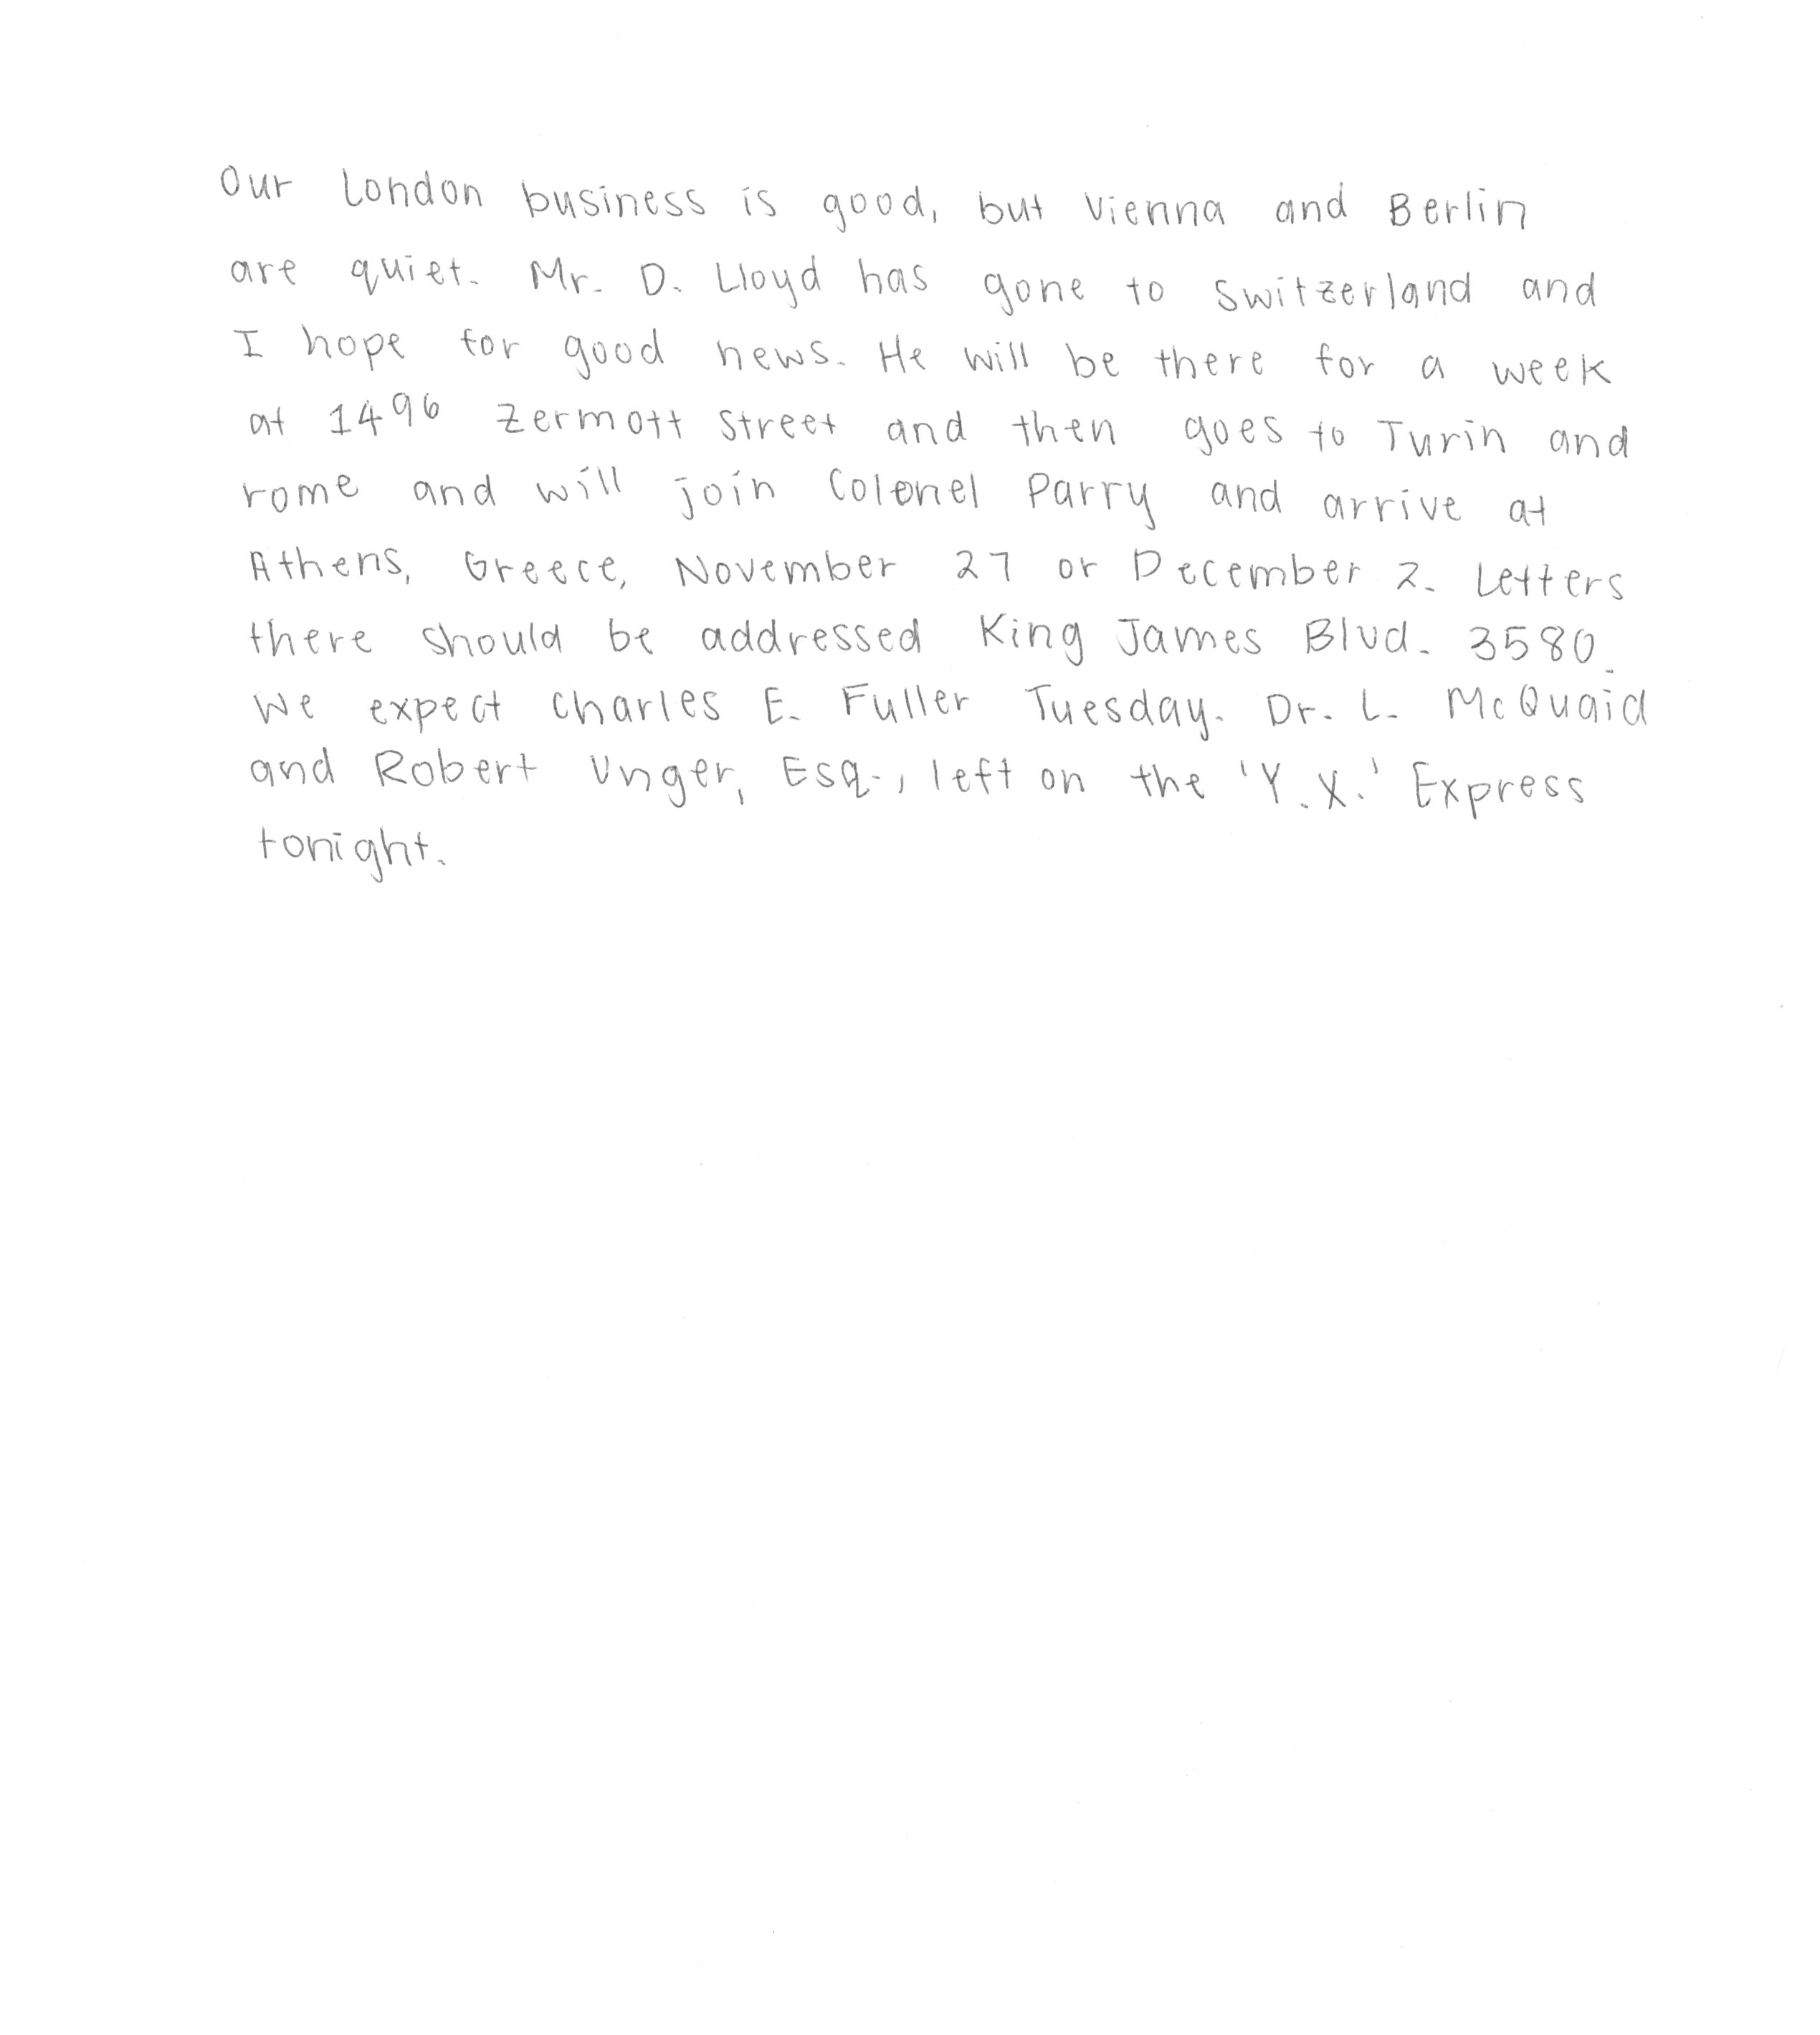 Our London business is good, but Vienna and Berlin
are quiet. Mr. D. Lloyd has gone to Switzerland and
I hope for good news. He will be there for a week
at 1496 Zermott Street and then goes to Turin and
rome and will join Colonel Parry and arrive at
Athens, Greece, November 27 or December 2. Letters
there should be addressed King James Blvd. 3580.
We expect Charles E. Fuller Tuesday. Dr. L. McQuaid
and Robert Unger, Esq., left on the 'Y.X.' Express
tonight.